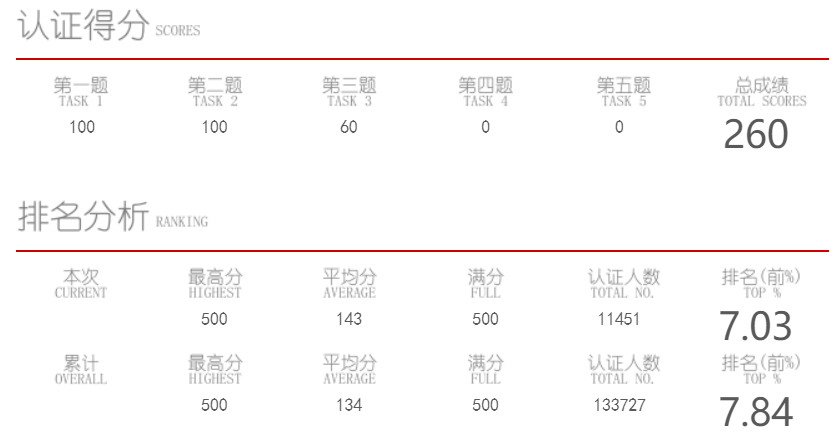 认证得分 SCORES
第一题 第二题 第三题 第四题 第五题 总成绩
TASK 1 TASK 2 TASK 3 TASK 4 TASK 5 TOTAL SCORES
100 100 60 0 0 260
排名分析 RANKING
本次 最高分 平均分 满分 认证人数 排名(前%)
CURRENT HIGHEST AVERAGE FULL TOTAL NO. TOP %
500 143 500 11451 7.03
累计 最高分 平均分 满分 认证人数 排名(前%)
OVERALL HIGHEST AVERAGE FULL TOTAL NO. TOP %
500 134 500 133727 7.84